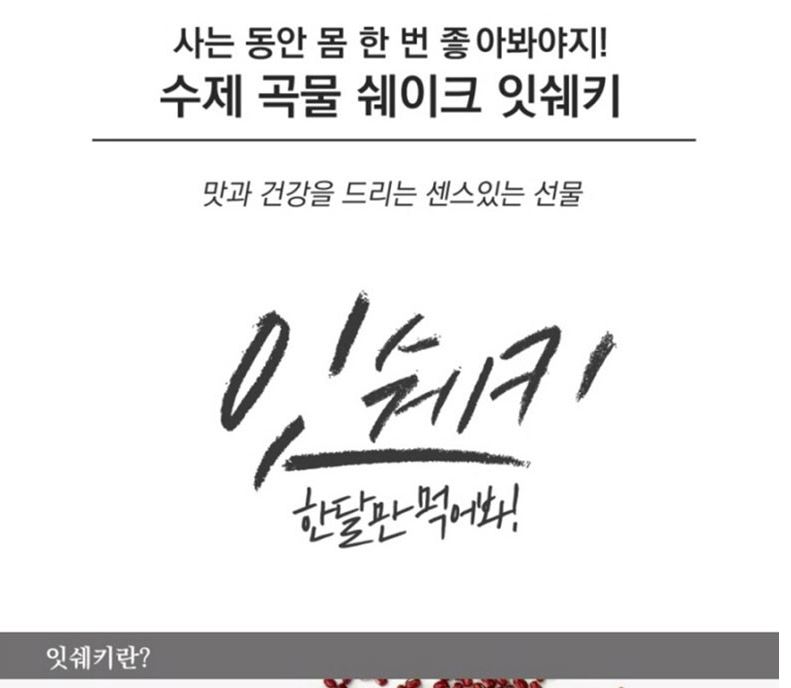 사는 동안 몸 한 번 좋아봐야지!
수제 곡물 쉐이크 잇쉐키
맛과 건강을 드리는 센스있는 선물
잇쉐키
한달만 먹어봐!
잇쉐키란?